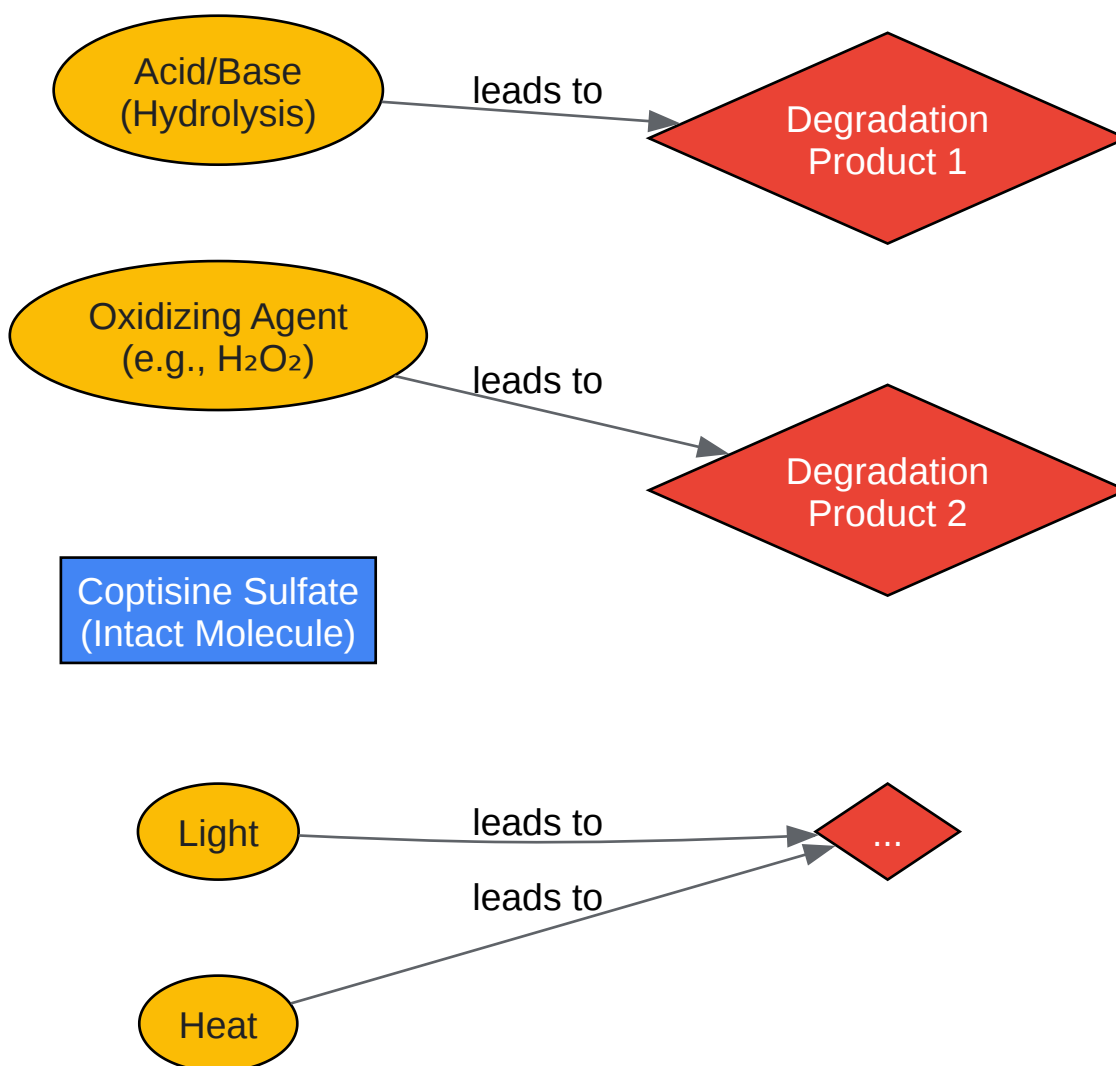 Acid/Base
(Hydrolysis)
leads to
Degradation
Product 1
Oxidizing Agent
(e.g., H₂O₂)
leads to
Degradation
Product 2
Coptisine Sulfate
(Intact Molecule)
Light
leads to
...
leads to
Heat